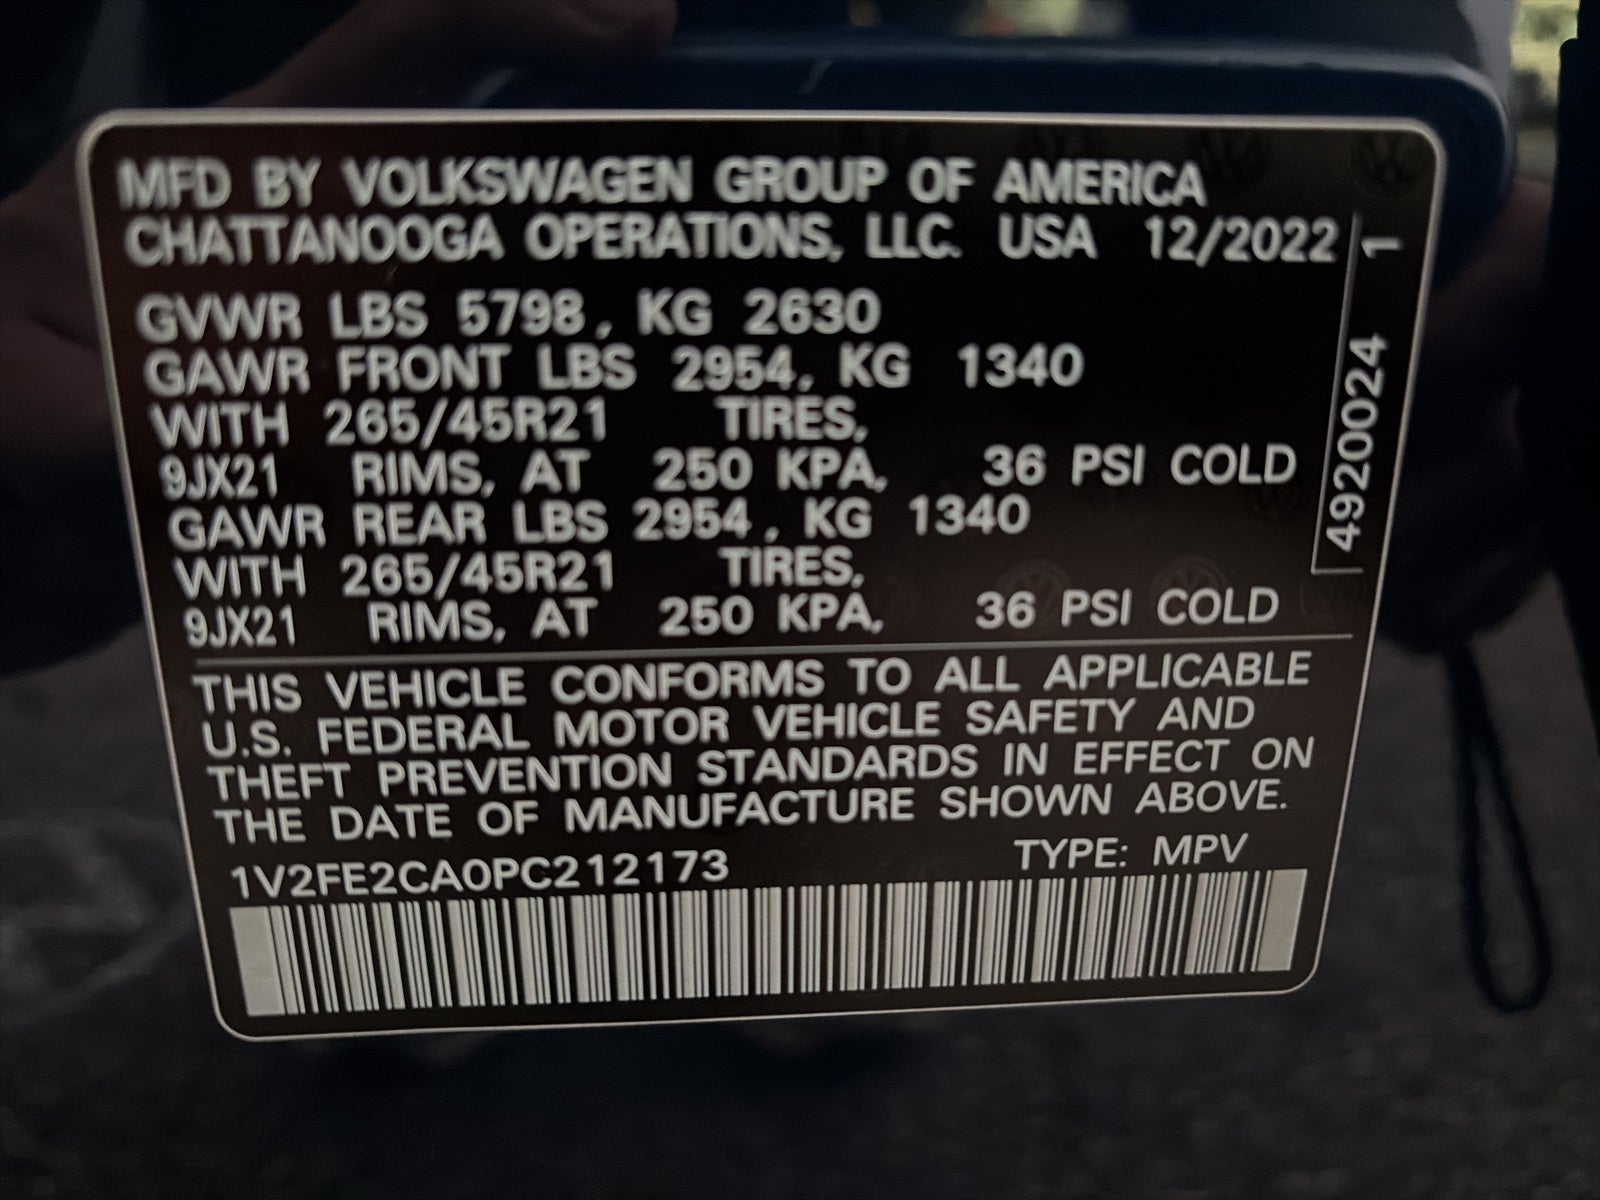 MFD BY VOLKSWAGEN GROUP OF AMERICA
CHATTANOOGA OPERATIONS, LLC. USA 12/2022
GVWR LBS 5798, KG 2630
GAWR FRONT LBS 2954, KG 1340
WITH 265/45R21 TIRES,
9JX21 RIMS, AT 250 KPA, 36 PSI COLD
GAWR REAR LBS 2954, KG 1340
WITH 265/45R21 TIRES,
9JX21 RIMS, AT 250 KPA, 36 PSI COLD
4920024 1
THIS VEHICLE CONFORMS TO ALL APPLICABLE
U.S. FEDERAL MOTOR VEHICLE SAFETY AND
THEFT PREVENTION STANDARDS IN EFFECT ON
THE DATE OF MANUFACTURE SHOWN ABOVE.
1V2FE2CA0PC212173 TYPE: MPV